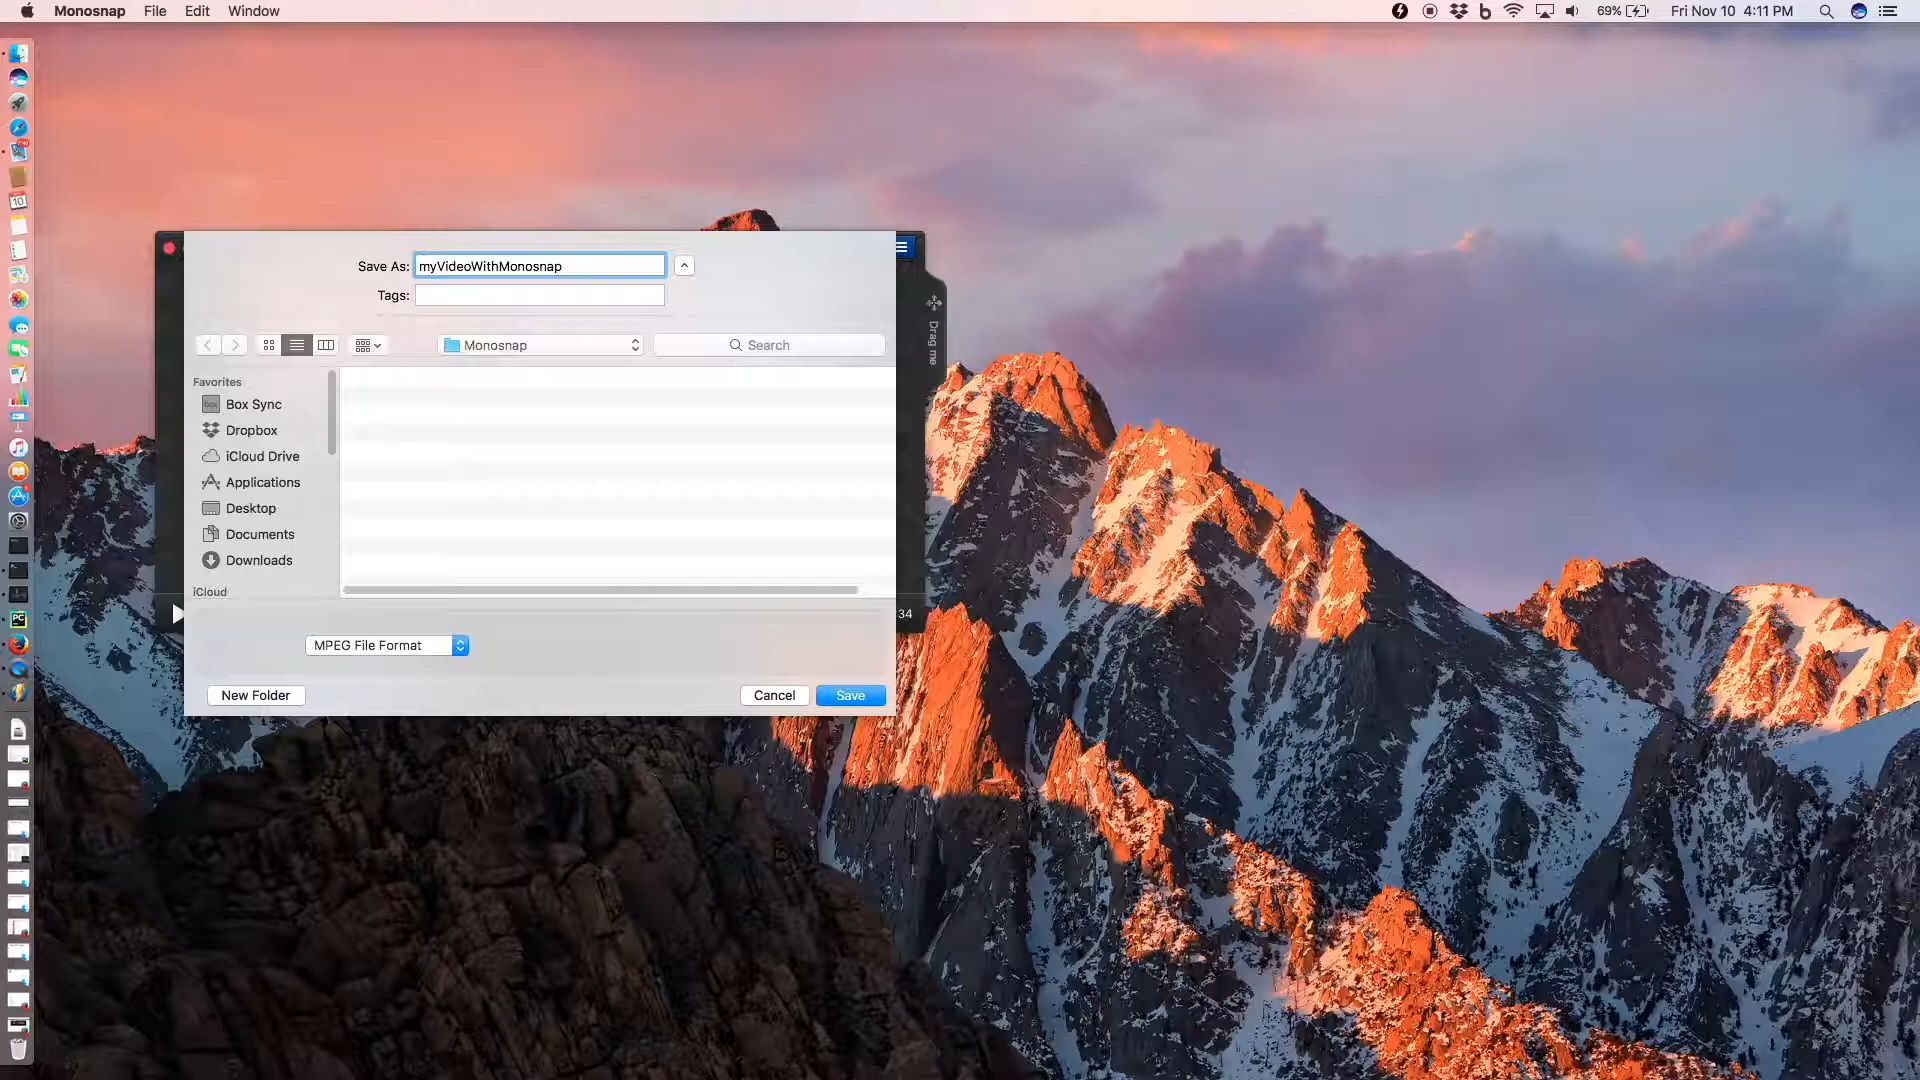 Monosnap File Edit Window 69% Fri Nov 10 4:11 PM
Save As: myVideoWithMonosnap
Tags:
Monosnap Search
Drag me
Favorites
Box Sync
Dropbox
iCloud Drive
Applications
Desktop
Documents
Downloads
iCloud
34
MPEG File Format
New Folder Cancel Save
10
PC